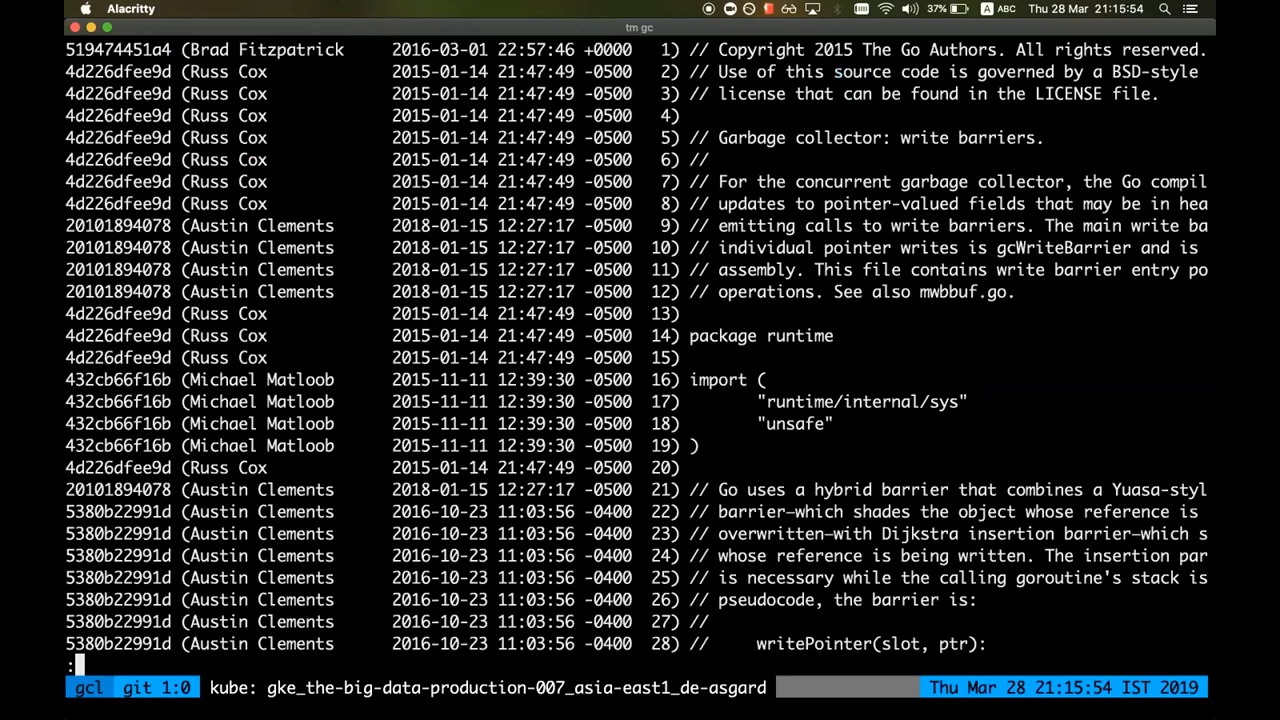 Alacritty 37% A ABC Thu 28 Mar 21:15:54
tm gc
519474451a4 (Brad Fitzpatrick 2016-03-01 22:57:46 +0000 1) // Copyright 2015 The Go Authors. All rights reserved.
4d226dfee9d (Russ Cox 2015-01-14 21:47:49 -0500 2) // Use of this source code is governed by a BSD-style
4d226dfee9d (Russ Cox 2015-01-14 21:47:49 -0500 3) // license that can be found in the LICENSE file.
4d226dfee9d (Russ Cox 2015-01-14 21:47:49 -0500 4)
4d226dfee9d (Russ Cox 2015-01-14 21:47:49 -0500 5) // Garbage collector: write barriers.
4d226dfee9d (Russ Cox 2015-01-14 21:47:49 -0500 6) //
4d226dfee9d (Russ Cox 2015-01-14 21:47:49 -0500 7) // For the concurrent garbage collector, the Go compil
4d226dfee9d (Russ Cox 2015-01-14 21:47:49 -0500 8) // updates to pointer-valued fields that may be in hea
20101894078 (Austin Clements 2018-01-15 12:27:17 -0500 9) // emitting calls to write barriers. The main write ba
20101894078 (Austin Clements 2018-01-15 12:27:17 -0500 10) // individual pointer writes is gcWriteBarrier and is
20101894078 (Austin Clements 2018-01-15 12:27:17 -0500 11) // assembly. This file contains write barrier entry po
20101894078 (Austin Clements 2018-01-15 12:27:17 -0500 12) // operations. See also mwbbuf.go.
4d226dfee9d (Russ Cox 2015-01-14 21:47:49 -0500 13)
4d226dfee9d (Russ Cox 2015-01-14 21:47:49 -0500 14) package runtime
4d226dfee9d (Russ Cox 2015-01-14 21:47:49 -0500 15)
432cb66f16b (Michael Matloob 2015-11-11 12:39:30 -0500 16) import (
432cb66f16b (Michael Matloob 2015-11-11 12:39:30 -0500 17) "runtime/internal/sys"
432cb66f16b (Michael Matloob 2015-11-11 12:39:30 -0500 18) "unsafe"
432cb66f16b (Michael Matloob 2015-11-11 12:39:30 -0500 19) )
4d226dfee9d (Russ Cox 2015-01-14 21:47:49 -0500 20)
20101894078 (Austin Clements 2018-01-15 12:27:17 -0500 21) // Go uses a hybrid barrier that combines a Yuasa-styl
5380b22991d (Austin Clements 2016-10-23 11:03:56 -0400 22) // barrier—which shades the object whose reference is
5380b22991d (Austin Clements 2016-10-23 11:03:56 -0400 23) // overwritten—with Dijkstra insertion barrier—which s
5380b22991d (Austin Clements 2016-10-23 11:03:56 -0400 24) // whose reference is being written. The insertion par
5380b22991d (Austin Clements 2016-10-23 11:03:56 -0400 25) // is necessary while the calling goroutine's stack is
5380b22991d (Austin Clements 2016-10-23 11:03:56 -0400 26) // pseudocode, the barrier is:
5380b22991d (Austin Clements 2016-10-23 11:03:56 -0400 27) //
5380b22991d (Austin Clements 2016-10-23 11:03:56 -0400 28) // writePointer(slot, ptr):
:
gcl git 1:0 kube: gke_the-big-data-production-007_asia-east1_de-asgard Thu Mar 28 21:15:54 IST 2019